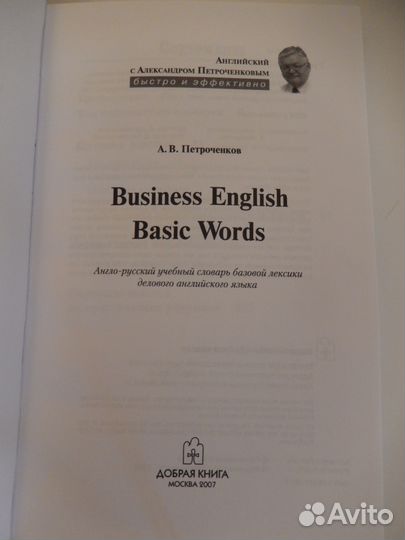 Английский
с Александром Петроченковым
быстро и эффективно
А. В. Петроченков
Business English
Basic Words
Англо-русский учебный словарь базовой лексики
делового английского языка
ДОБРАЯ КНИГА
МОСКВА 2007
Avito